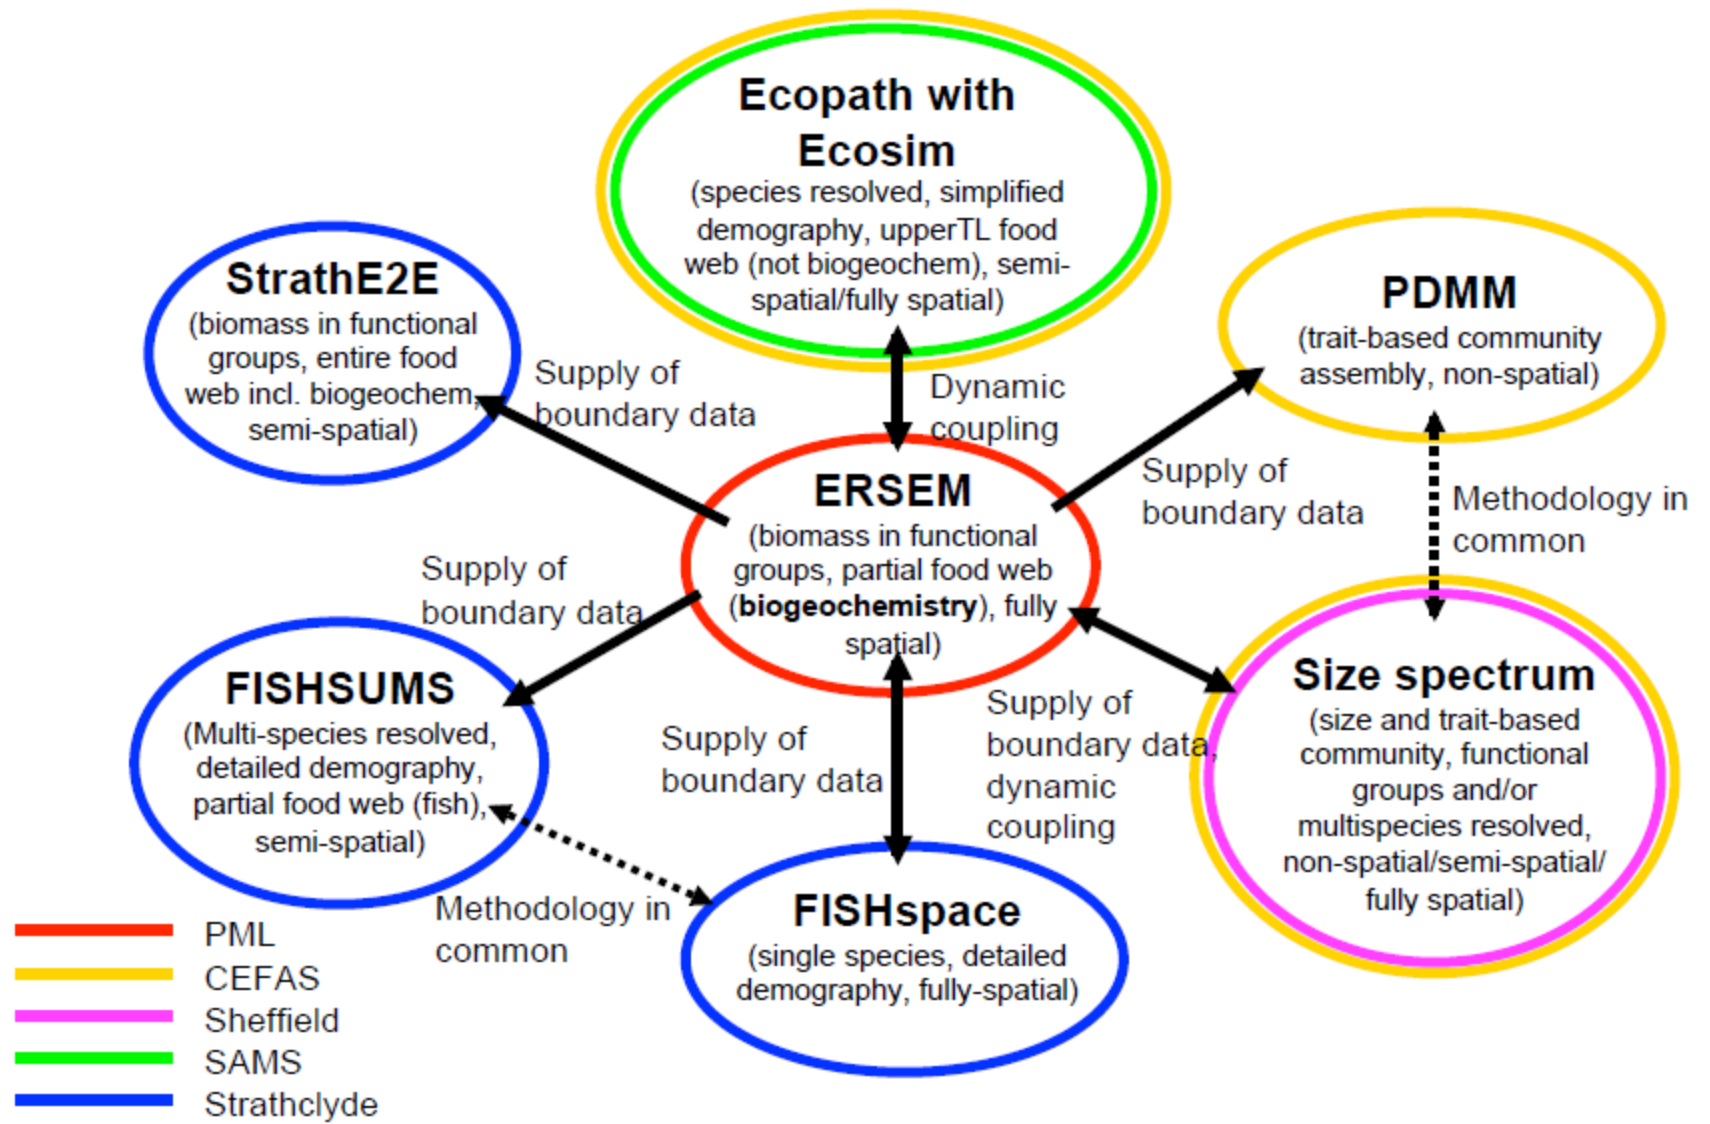 Ecopath with
Ecosim
(species resolved, simplified
demography, upperTL food
web (not biogeochem), semi-
spatial/fully spatial)
StrathE2E
(biomass in functional
groups, entire food
web incl. biogeochem,
semi-spatial)
PDMM
(trait-based community
assembly, non-spatial)
Supply of
boundary data
Dynamic
coupling
Supply of
boundary data
Methodology in
common
ERSEM
(biomass in functional
groups, partial food web
(biogeochemistry), fully
spatial)
Supply of
boundary data
FISHSUMS
(Multi-species resolved,
detailed demography,
partial food web (fish),
semi-spatial)
Supply of
boundary data
Supply of
boundary data,
dynamic
coupling
Size spectrum
(size and trait-based
community, functional
groups and/or
multispecies resolved,
non-spatial/semi-spatial/
fully spatial)
Methodology in
common
FISHspace
(single species, detailed
demography, fully-spatial)
PML
CEFAS
Sheffield
SAMS
Strathclyde